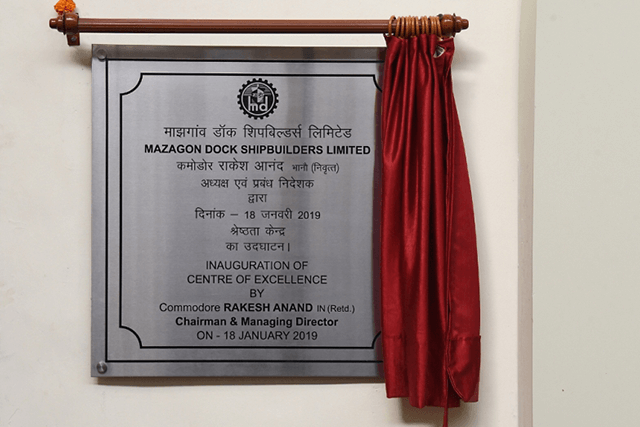 md
माझगांव डॉक शिपबिल्डर्स लिमिटेड
MAZAGON DOCK SHIPBUILDERS LIMITED
कमोडोर राकेश आनंद भानौ (निवृत्त)
अध्यक्ष एवं प्रबंध निदेशक
द्वारा
दिनांक – 18 जनवरी 2019
श्रेष्ठता केन्द्र
का उदघाटन।
INAUGURATION OF
CENTRE OF EXCELLENCE
BY
Commodore RAKESH ANAND IN (Retd.)
Chairman & Managing Director
ON - 18 JANUARY 2019